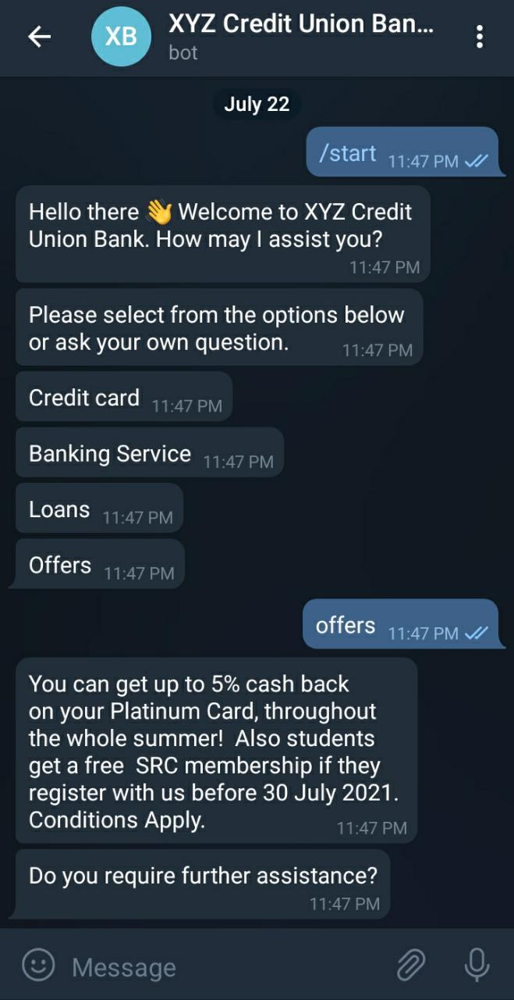 XB
XYZ Credit Union Ban...
bot
July 22
/start 11:47 PM
Hello there 👋 Welcome to XYZ Credit
Union Bank. How may I assist you?
11:47 PM
Please select from the options below
or ask your own question. 11:47 PM
Credit card 11:47 PM
Banking Service 11:47 PM
Loans 11:47 PM
Offers 11:47 PM
offers 11:47 PM
You can get up to 5% cash back
on your Platinum Card, throughout
the whole summer!  Also students
get a free  SRC membership if they
register with us before 30 July 2021.
Conditions Apply. 11:47 PM
Do you require further assistance?
11:47 PM
Message